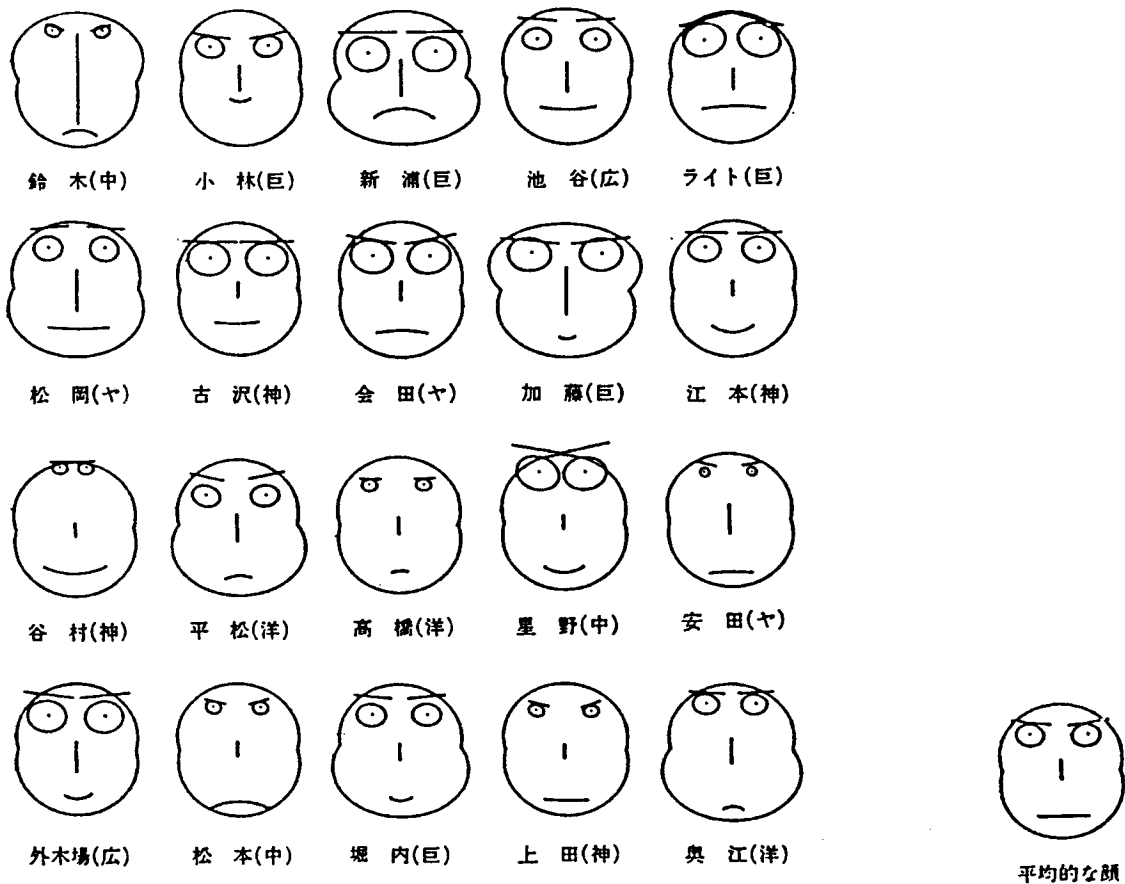 鈴 木(中) 小 林(巨) 新 浦(巨) 池 谷(広) ライト(巨)
松 岡(ヤ) 古 沢(神) 会 田(ヤ) 加 藤(巨) 江 本(神)
谷 村(神) 平 松(洋) 高 橋(洋) 星 野(中) 安 田(ヤ)
外木場(広) 松 本(中) 堀 内(巨) 上 田(神) 奥 江(洋)
平均的な顔